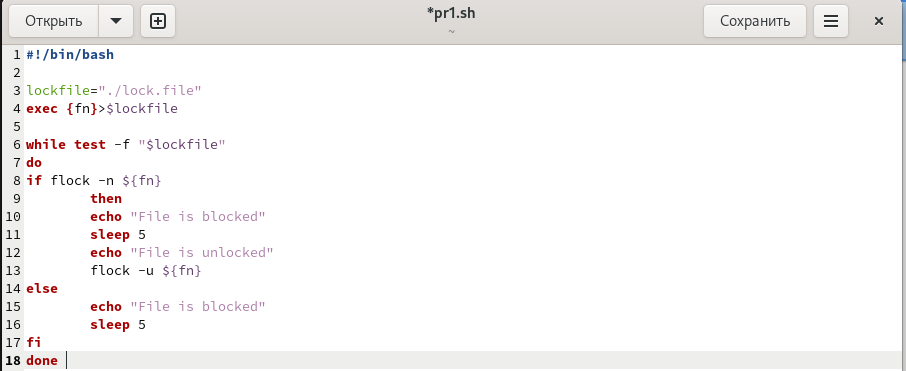 Открыть *pr1.sh Сохранить
~
1 #!/bin/bash
2
3 lockfile="./lock.file"
4 exec {fn}>$lockfile
5
6 while test -f "$lockfile"
7 do
8 if flock -n ${fn}
9         then
10         echo "File is blocked"
11         sleep 5
12         echo "File is unlocked"
13         flock -u ${fn}
14 else
15         echo "File is blocked"
16         sleep 5
17 fi
18 done